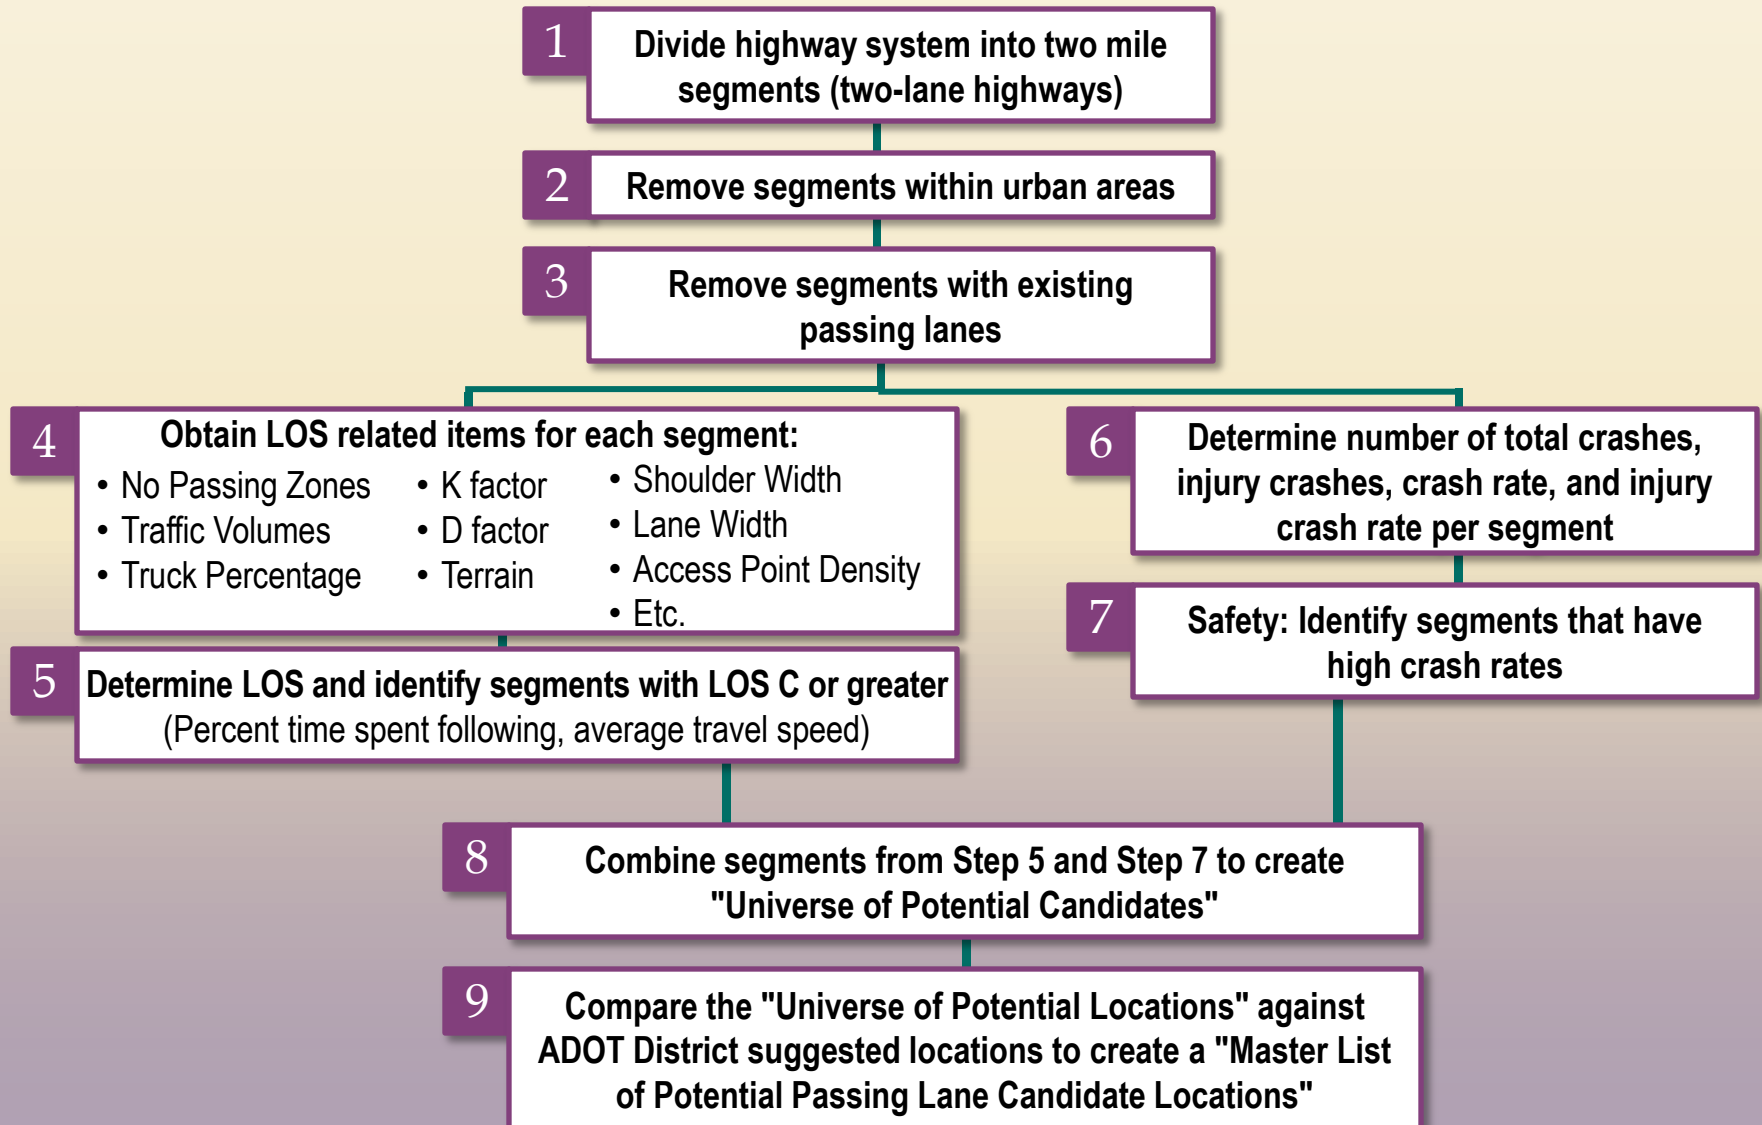 1
Divide highway system into two mile
segments (two-lane highways)
2
Remove segments within urban areas
3
Remove segments with existing
passing lanes
4
Obtain LOS related items for each segment:
• No Passing Zones
• Traffic Volumes
• Truck Percentage
• K factor
• D factor
• Terrain
• Shoulder Width
• Lane Width
• Access Point Density
• Etc.
5
Determine LOS and identify segments with LOS C or greater
(Percent time spent following, average travel speed)
6
Determine number of total crashes,
injury crashes, crash rate, and injury
crash rate per segment
7
Safety: Identify segments that have
high crash rates
8
Combine segments from Step 5 and Step 7 to create
"Universe of Potential Candidates"
9
Compare the "Universe of Potential Locations" against
ADOT District suggested locations to create a "Master List
of Potential Passing Lane Candidate Locations"